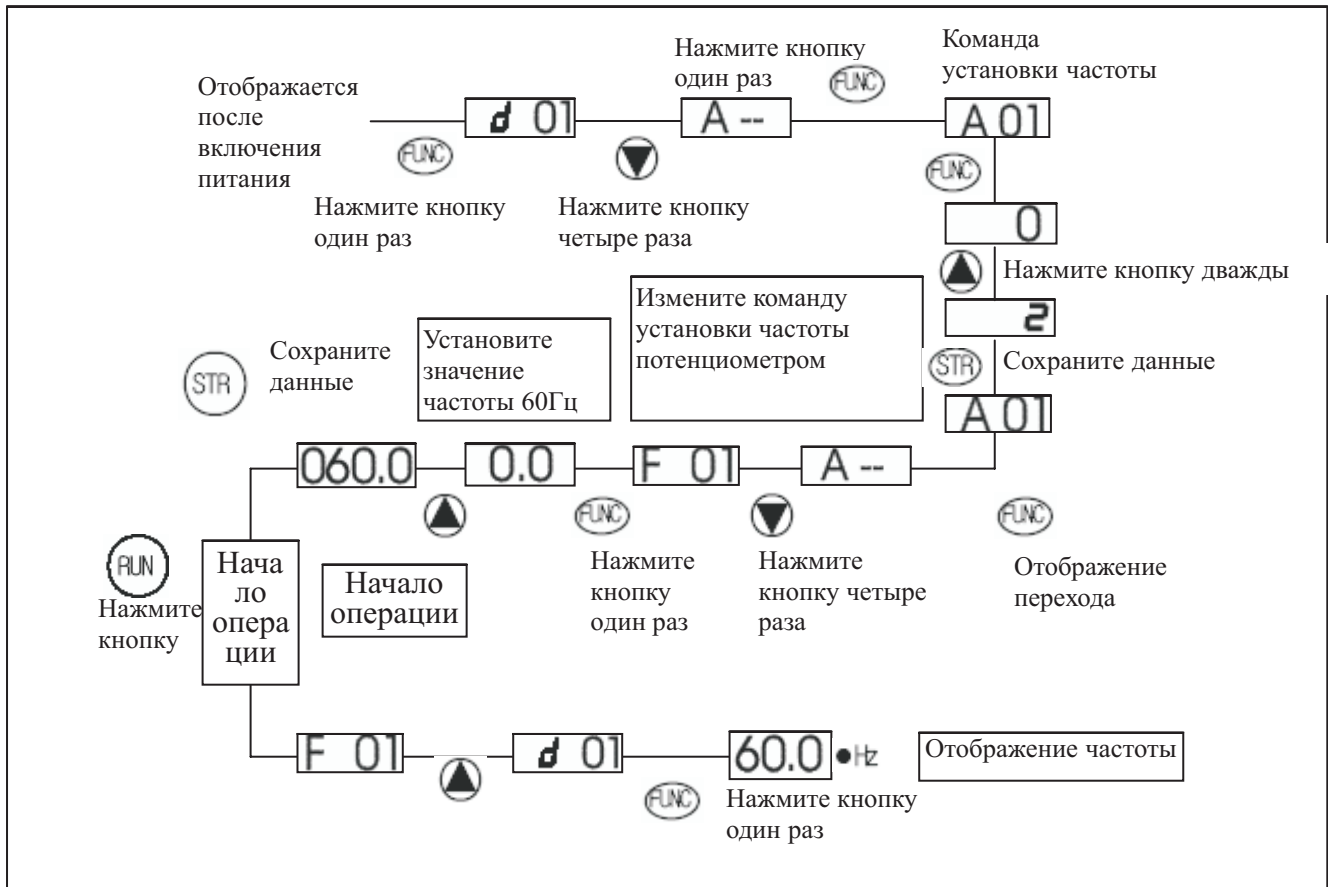 Отображается
после
включения
питания
FUNC
Нажмите кнопку
один раз
d 01
Нажмите кнопку
четыре раза
A --
Нажмите кнопку
один раз
FUNC
Команда
установки частоты
A 01
FUNC
0
Нажмите кнопку дважды
2
STR
Сохраните данные
A 01
FUNC
Отображение
перехода
A --
Измените команду
установки частоты
потенциометром
Нажмите
кнопку четыре
раза
F 01
FUNC
Нажмите
кнопку
один раз
0.0
Установите
значение
частоты 60Гц
060.0
STR
Сохраните
данные
RUN
Нажмите
кнопку
Нача
ло
опера
ции
Начало
операции
F 01
d 01
FUNC
Нажмите кнопку
один раз
60.0 Hz
Отображение частоты